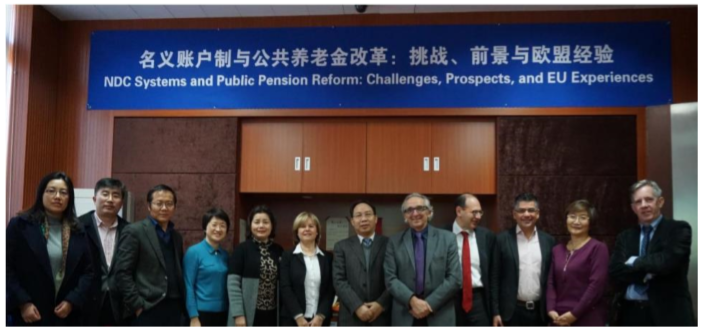 名义账户制与公共养老金改革：挑战、前景与欧盟经验
NDC Systems and Public Pension Reform: Challenges, Prospects, and EU Experiences